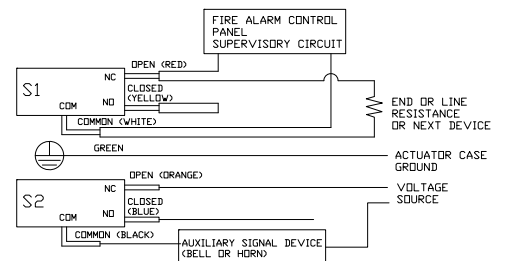 FIRE ALARM CONTROL
PANEL
SUPERVISORY CIRCUIT
OPEN (RED)
NC
S1
CLOSED
(YELLOW)
NO
COM
COMMON (WHITE)
END OR LINE
RESISTANCE
OR NEXT DEVICE
GREEN
ACTUATOR CASE
GROUND
OPEN (ORANGE)
NC
VOLTAGE
SOURCE
S2
CLOSED
(BLUE)
NO
COM
COMMON (BLACK)
AUXILIARY SIGNAL DEVICE
(BELL OR HORN)